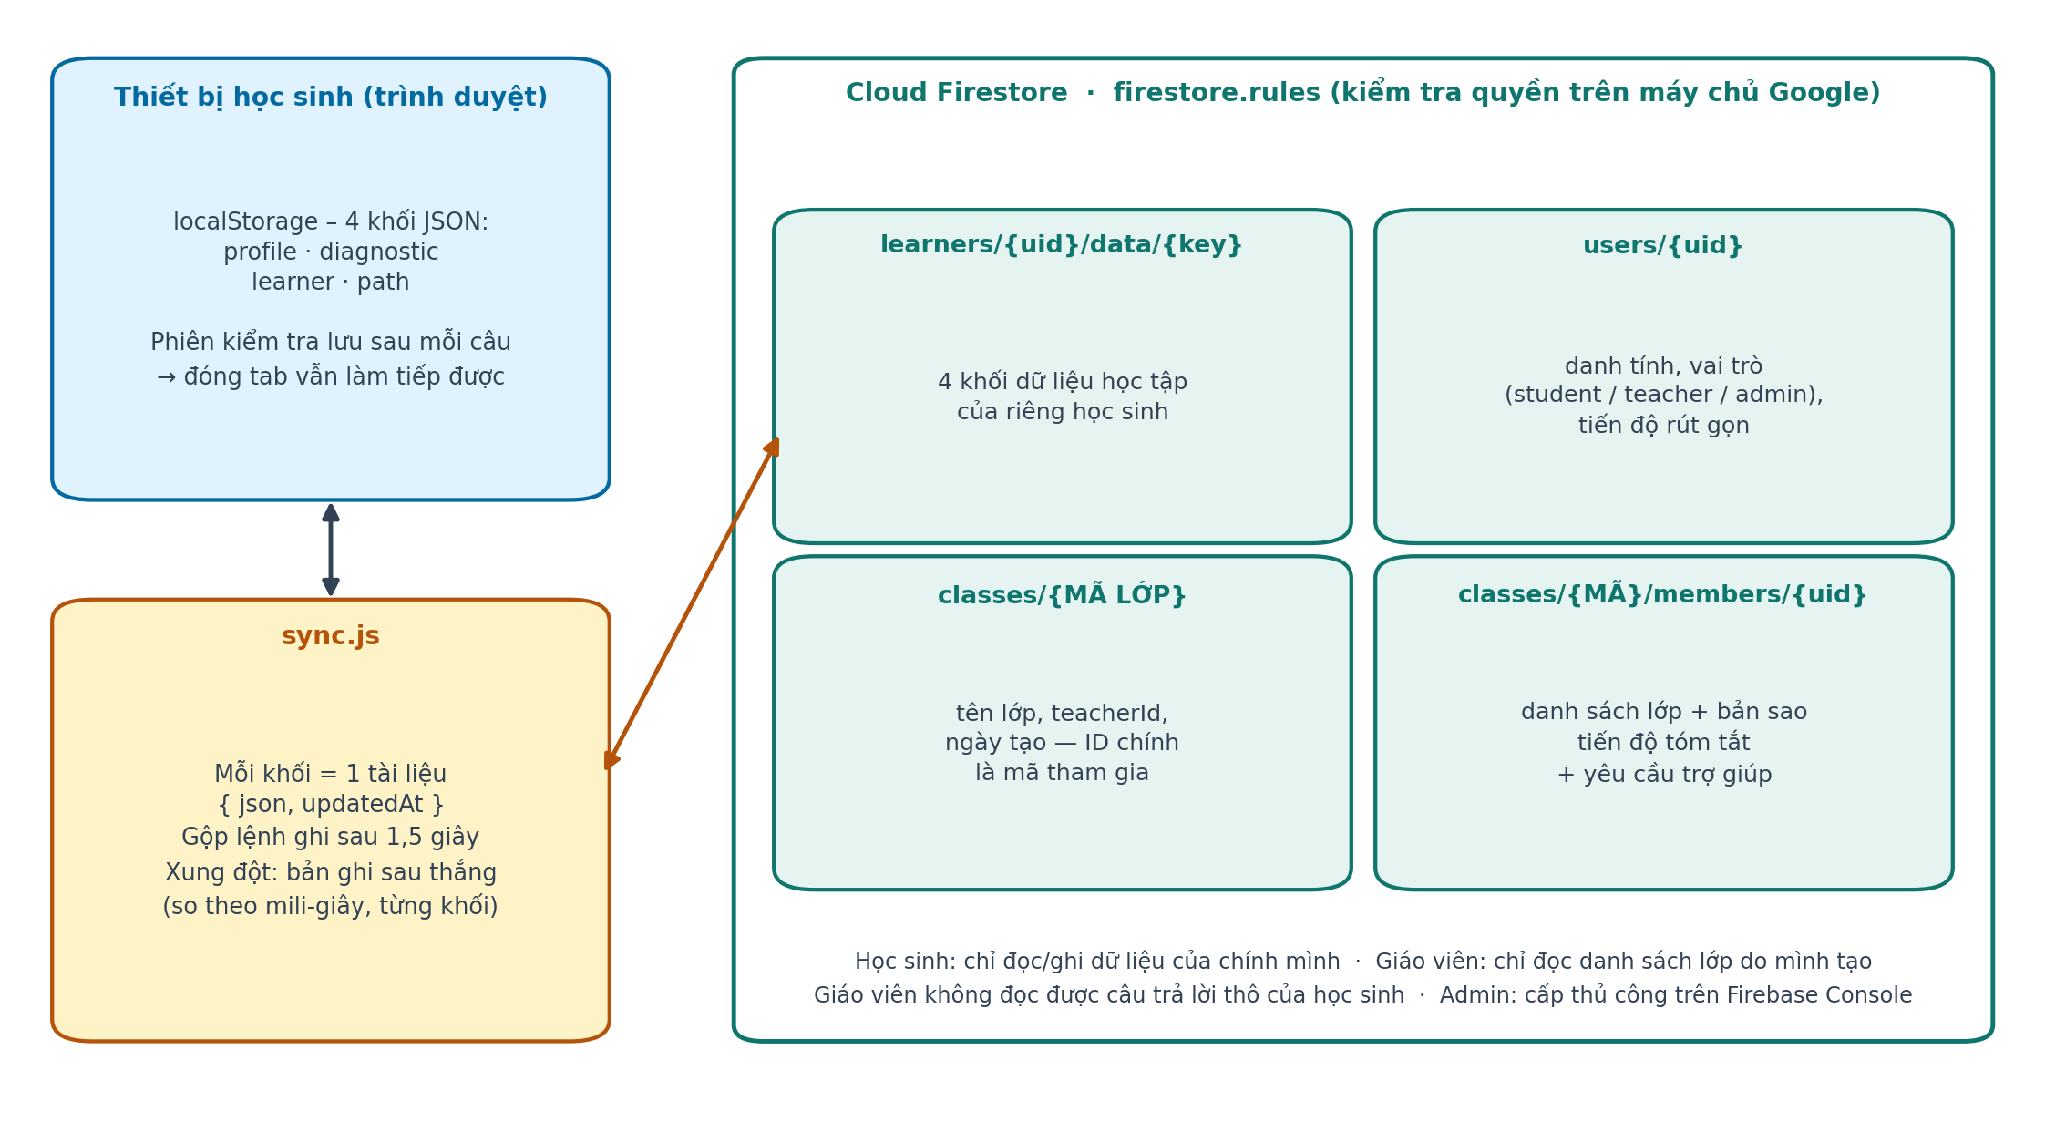 Thiết bị học sinh (trình duyệt)
localStorage – 4 khối JSON:
profile · diagnostic
learner · path
Phiên kiểm tra lưu sau mỗi câu
→ đóng tab vẫn làm tiếp được
sync.js
Mỗi khối = 1 tài liệu
{ json, updatedAt }
Gộp lệnh ghi sau 1,5 giây
Xung đột: bản ghi sau thắng
(so theo mili-giây, từng khối)
Cloud Firestore · firestore.rules (kiểm tra quyền trên máy chủ Google)
learners/{uid}/data/{key}
4 khối dữ liệu học tập
của riêng học sinh
users/{uid}
danh tính, vai trò
(student / teacher / admin),
tiến độ rút gọn
classes/{MÃ LỚP}
tên lớp, teacherId,
ngày tạo — ID chính
là mã tham gia
classes/{MÃ}/members/{uid}
danh sách lớp + bản sao
tiến độ tóm tắt
+ yêu cầu trợ giúp
Học sinh: chỉ đọc/ghi dữ liệu của chính mình · Giáo viên: chỉ đọc danh sách lớp do mình tạo
Giáo viên không đọc được câu trả lời thô của học sinh · Admin: cấp thủ công trên Firebase Console